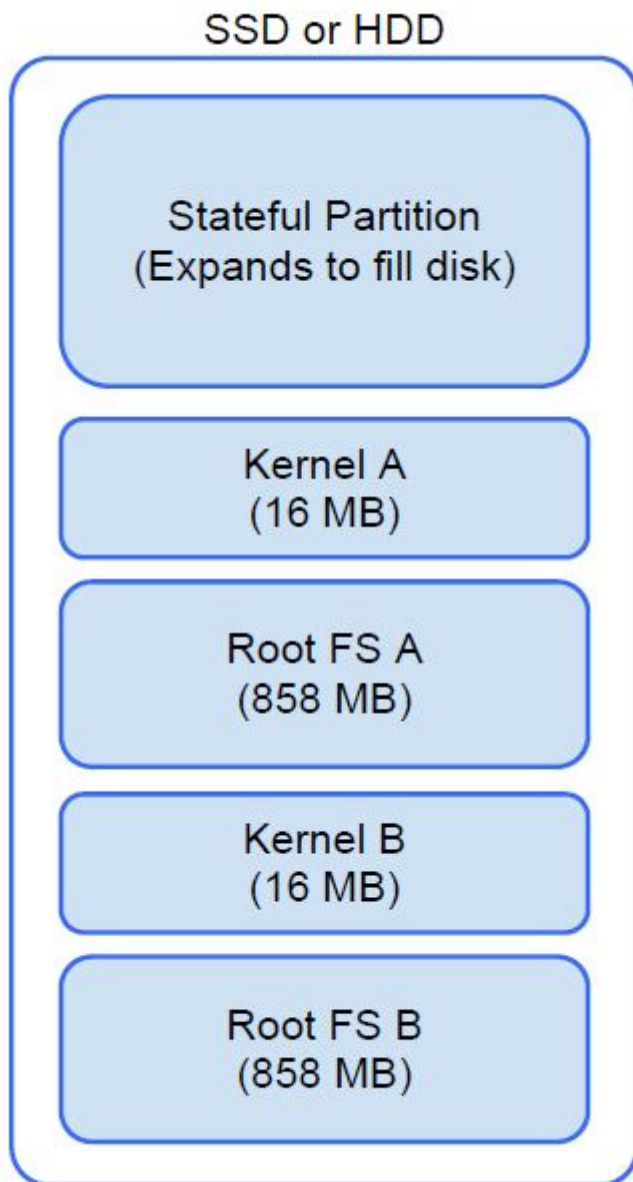 SSD or HDD
Stateful Partition
(Expands to fill disk)
Kernel A
(16 MB)
Root FS A
(858 MB)
Kernel B
(16 MB)
Root FS B
(858 MB)